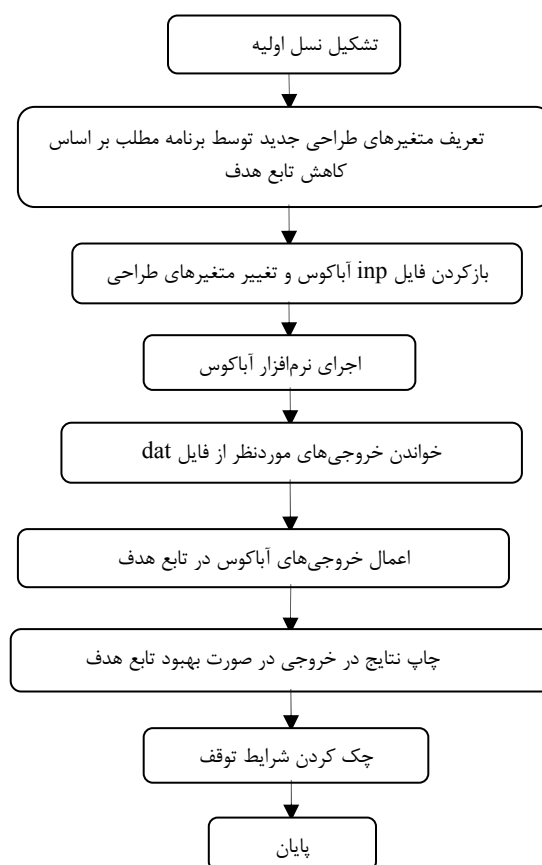 تشکیل نسل اولیه
تعریف متغیرهای طراحی جدید توسط برنامه مطلب بر اساس
کاهش تابع هدف
بازکردن فایل inp آباکوس و تغییر متغیرهای طراحی
اجرای نرم‌افزار آباکوس
خواندن خروجی‌های موردنظر از فایل dat
اعمال خروجی‌های آباکوس در تابع هدف
چاپ نتایج در خروجی در صورت بهبود تابع هدف
چک کردن شرایط توقف
پایان